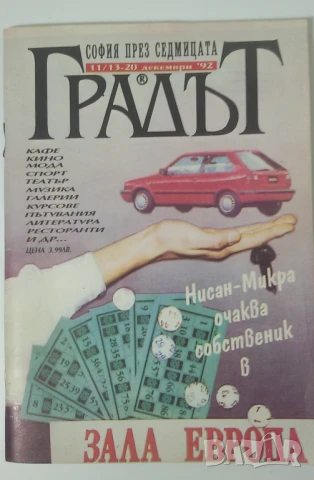 СОФИЯ ПРЕЗ СЕДМИЦАТА
11/13-20 декември '92
ГРАДЪТ
®
КАФЕ
КИНО
МОДА
СПОРТ
ТЕАТЪР
МУЗИКА
ГАЛЕРИИ
КУРСОВЕ
ПЪТУВАНИЯ
ЛИТЕРАТУРА
РЕСТОРАНТИ
И ДР...
ЦЕНА 3.99ЛВ.
Нисан-Микра
очаква
собственик
в
ЗАЛА ЕВРОПА